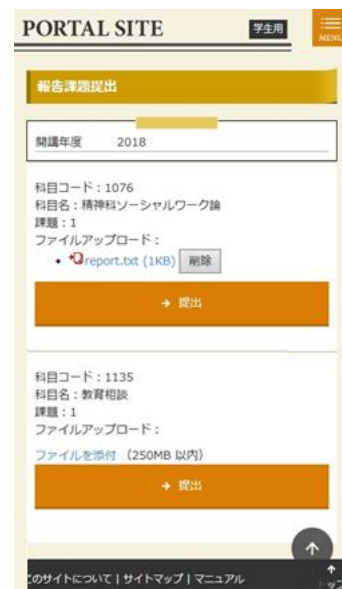 PORTAL SITE
学生用
MENU
報告課題提出
開講年度 2018
科目コード：1076
科目名：精神科ソーシャルワーク論
課題：1
ファイルアップロード：
report.txt (1KB) 削除
→ 提出
科目コード：1135
科目名：教育相談
課題：1
ファイルアップロード：
ファイルを添付 （250MB 以内）
→ 提出
このサイトについて | サイトマップ | マニュアル
トップ